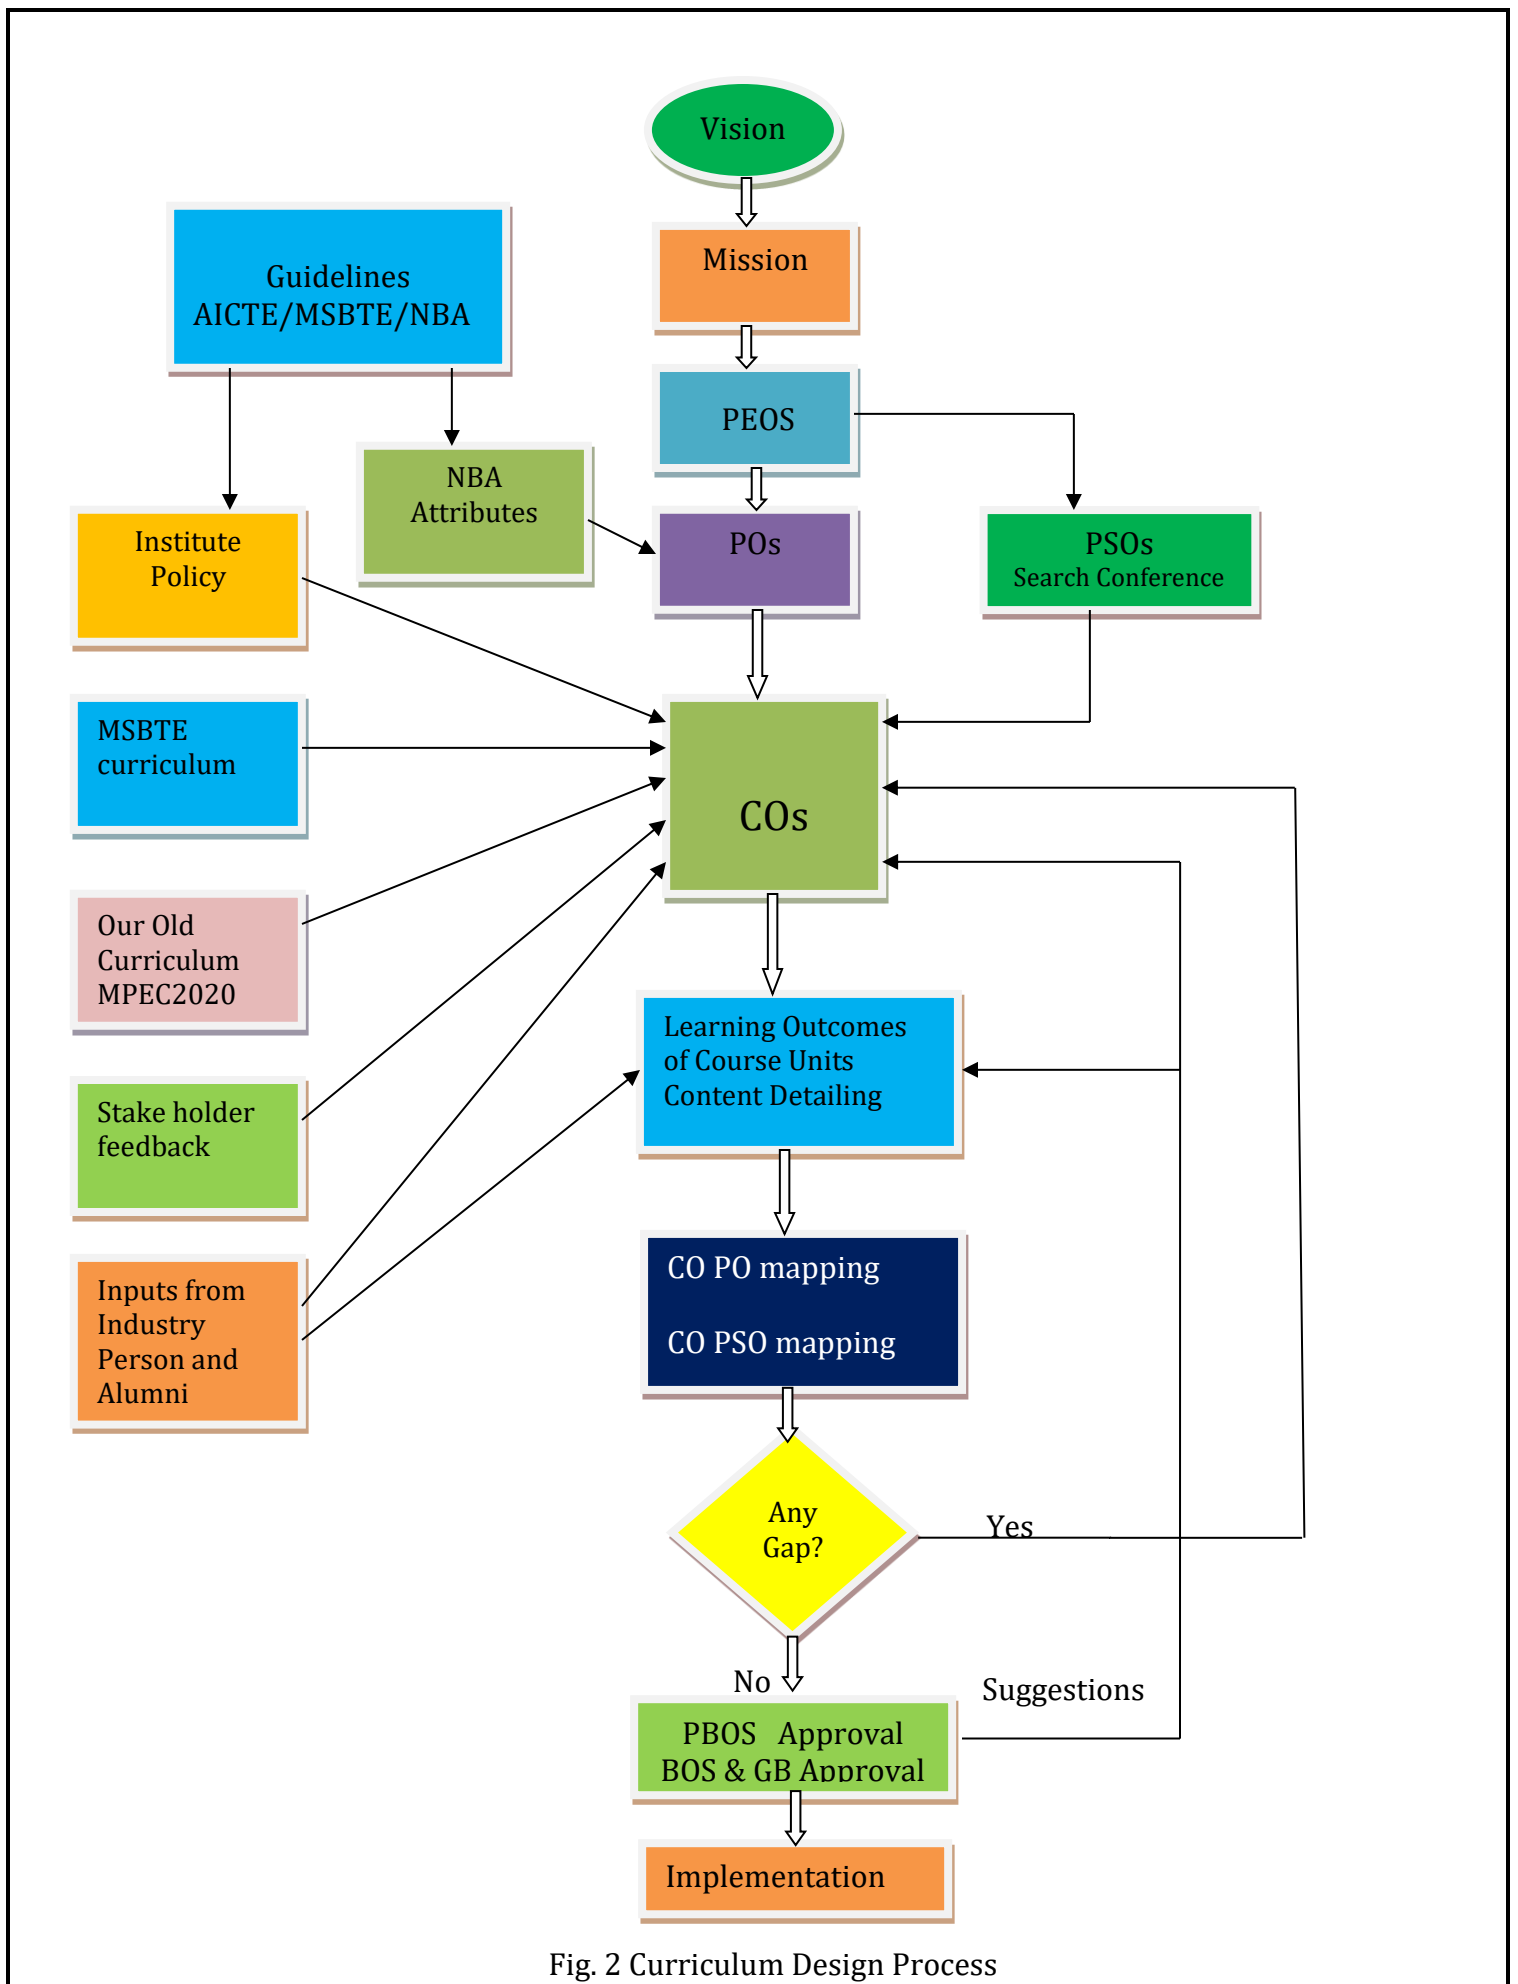 Vision
Mission
Guidelines
AICTE/MSBTE/NBA
PEOS
NBA
Attributes
Institute
Policy
POs
PSOs
Search Conference
MSBTE
curriculum
COs
Our Old
Curriculum
MPEC2020
Learning Outcomes
of Course Units
Content Detailing
Stake holder
feedback
CO PO mapping
CO PSO mapping
Inputs from
Industry
Person and
Alumni
Any
Gap?
Yes
No
Suggestions
PBOS   Approval
BOS & GB Approval
Implementation
Fig. 2 Curriculum Design Process